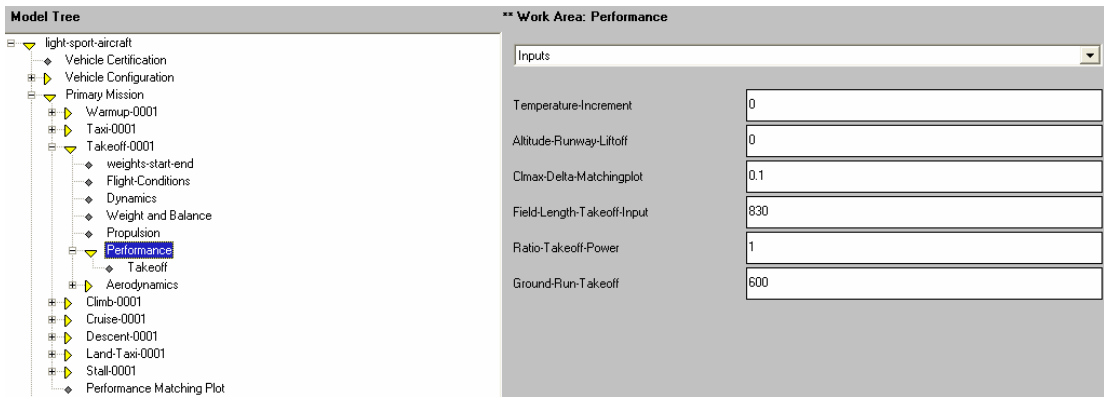 Model Tree
light-sport-aircraft
Vehicle Certification
Vehicle Configuration
Primary Mission
Warmup-0001
Taxi-0001
Takeoff-0001
weights-start-end
Flight-Conditions
Dynamics
Weight and Balance
Propulsion
Performance
Takeoff
Aerodynamics
Climb-0001
Cruise-0001
Descent-0001
Land-Taxi-0001
Stall-0001
Performance Matching Plot
** Work Area: Performance
Inputs
Temperature-Increment 0
Altitude-Runway-Liftoff 0
Clmax-Delta-Matchingplot 0.1
Field-Length-Takeoff-Input 830
Ratio-Takeoff-Power 1
Ground-Run-Takeoff 600